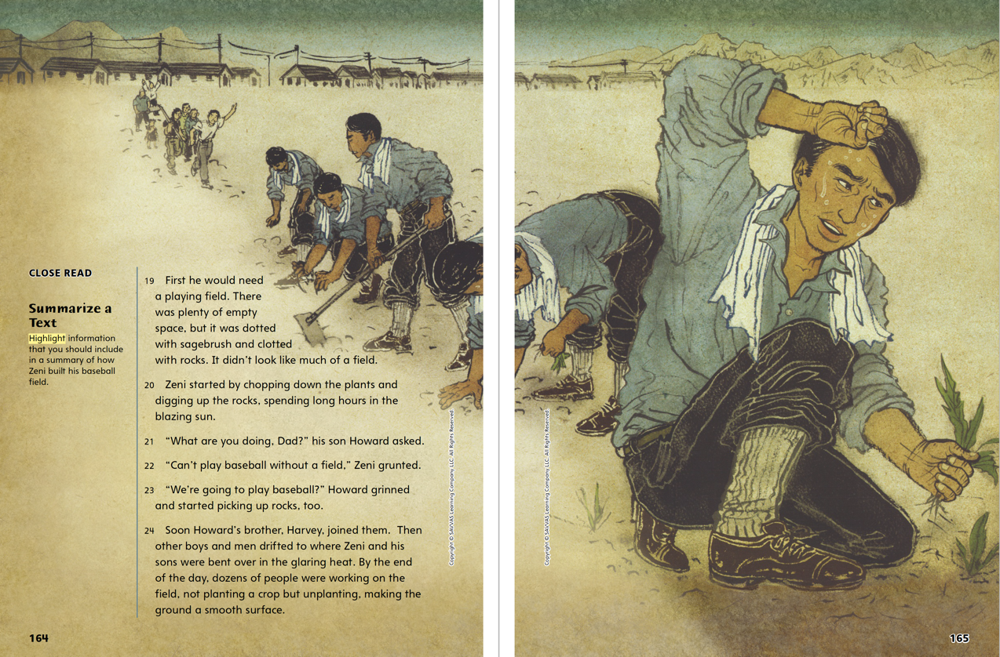 CLOSE READ
Summarize a
Text
Highlight information
that you should include
in a summary of how
Zeni built his baseball
field.
19 First he would need
a playing field. There
was plenty of empty
space, but it was dotted
with sagebrush and clotted
with rocks. It didn’t look like much of a field.
20 Zeni started by chopping down the plants and
digging up the rocks, spending long hours in the
blazing sun.
21 “What are you doing, Dad?” his son Howard asked.
22 “Can’t play baseball without a field,” Zeni grunted.
23 “We’re going to play baseball?” Howard grinned
and started picking up rocks, too.
24 Soon Howard’s brother, Harvey, joined them. Then
other boys and men drifted to where Zeni and his
sons were bent over in the glaring heat. By the end
of the day, dozens of people were working on the
field, not planting a crop but unplanting, making the
ground a smooth surface.
Copyright © SAVVAS Learning Company LLC. All Rights Reserved.
164
Copyright © SAVVAS Learning Company LLC. All Rights Reserved.
165